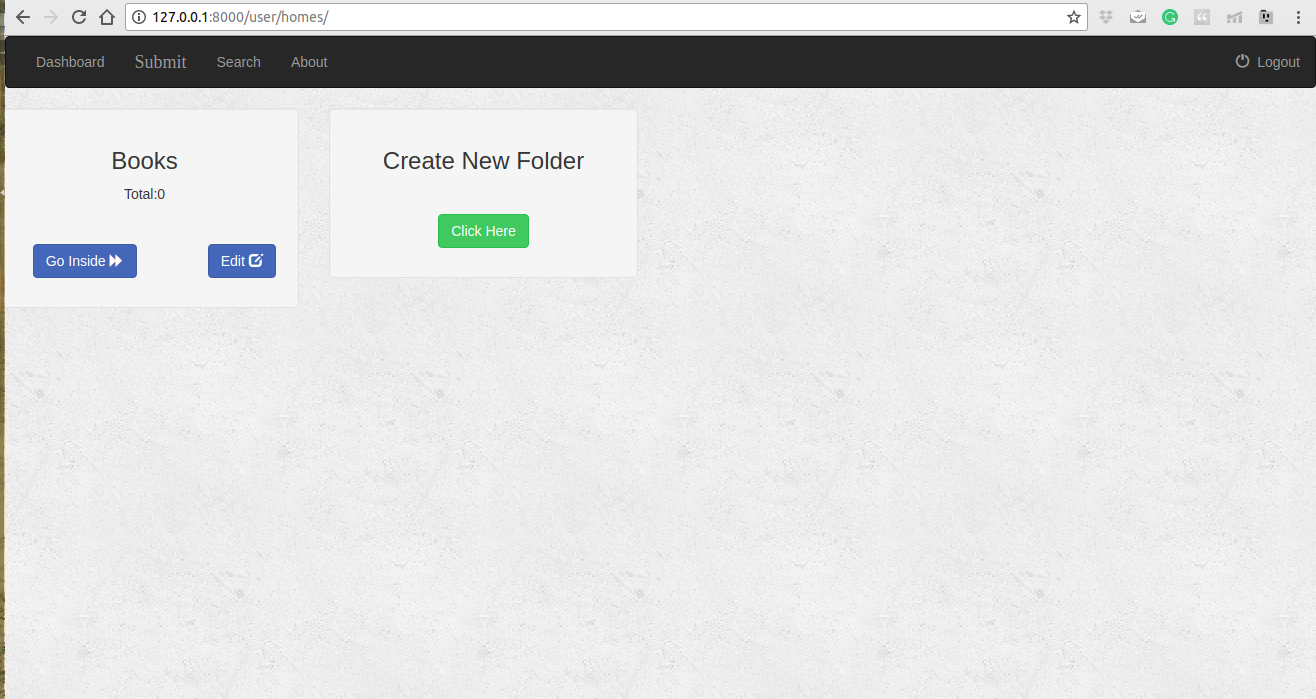 127.0.0.1:8000/user/homes/
Dashboard Submit Search About Logout
Books
Total:0
Go Inside Edit
Create New Folder
Click Here